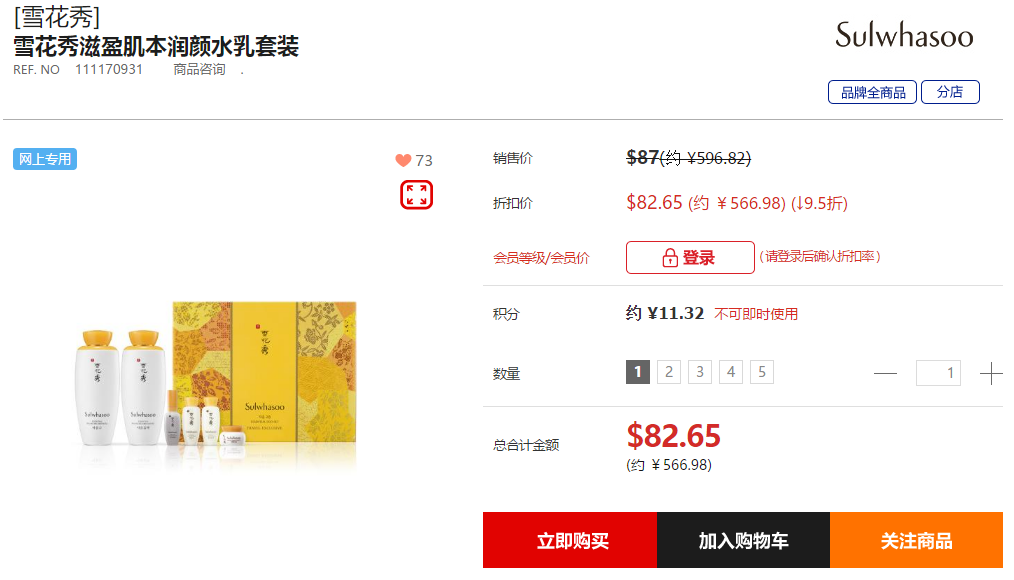 [雪花秀]
雪花秀滋盈肌本润颜水乳套装
REF. NO 111170931 商品咨询 .
Sulwhasoo
品牌全商品 分店
网上专用
73
销售价 $87(约 ¥596.82)
折扣价 $82.65 (约 ¥566.98) (↓9.5折)
会员等级/会员价 登录 (请登录后确认折扣率)
积分 约 ¥11.32 不可即时使用
数量 1 2 3 4 5 — 1 +
总合计金额 $82.65
(约 ¥566.98)
雪花秀
Sulwhasoo
雪花秀
雪花秀
Sulwhasoo
Sulwhasoo
立即购买 加入购物车 关注商品